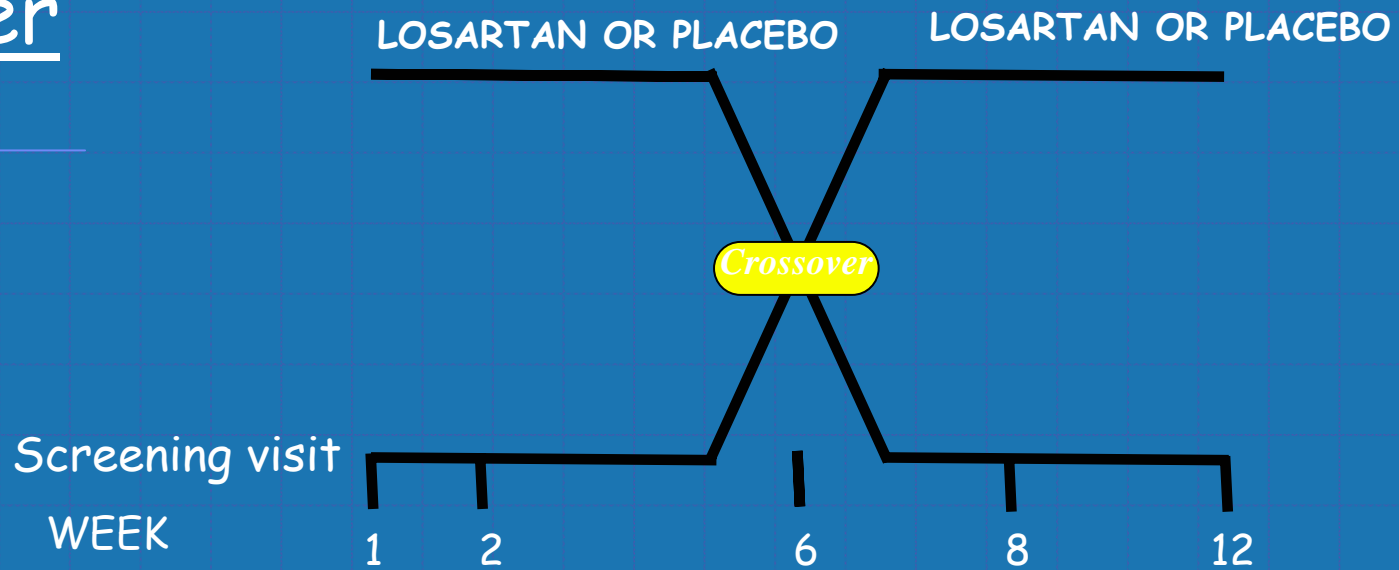 LOSARTAN OR PLACEBO
LOSARTAN OR PLACEBO
Crossover
Screening visit
WEEK
1 2 6 8 12